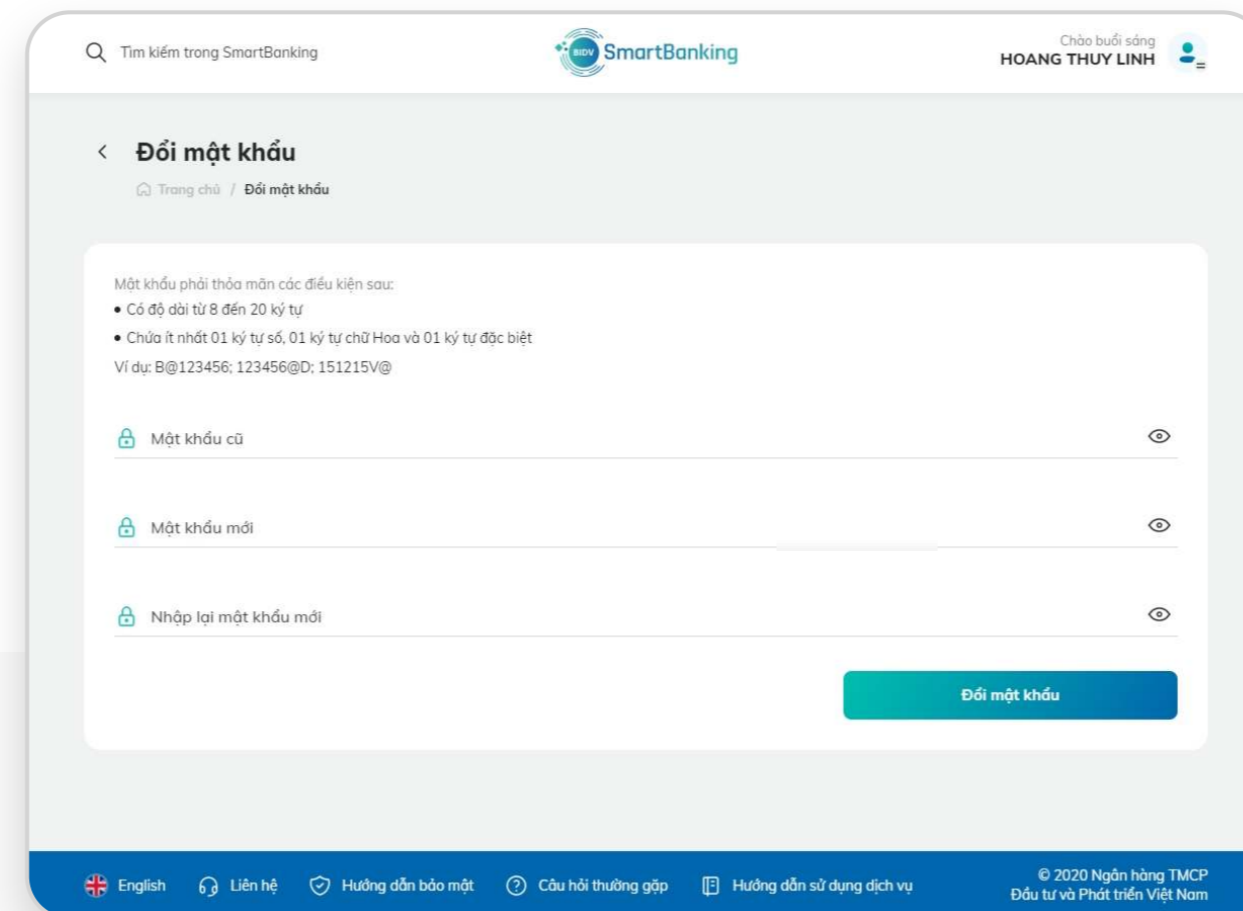 Tìm kiếm trong SmartBanking
BIDV SmartBanking
Chào buổi sáng
HOANG THUY LINH
Đổi mật khẩu
Trang chủ / Đổi mật khẩu
Mật khẩu phải thỏa mãn các điều kiện sau:
• Có độ dài từ 8 đến 20 ký tự
• Chứa ít nhất 01 ký tự số, 01 ký tự chữ Hoa và 01 ký tự đặc biệt
Ví dụ: B@123456; 123456@D; 151215V@
Mật khẩu cũ
Mật khẩu mới
Nhập lại mật khẩu mới
Đổi mật khẩu
English Liên hệ Hướng dẫn bảo mật Câu hỏi thường gặp Hướng dẫn sử dụng dịch vụ
© 2020 Ngân hàng TMCP
Đầu tư và Phát triển Việt Nam